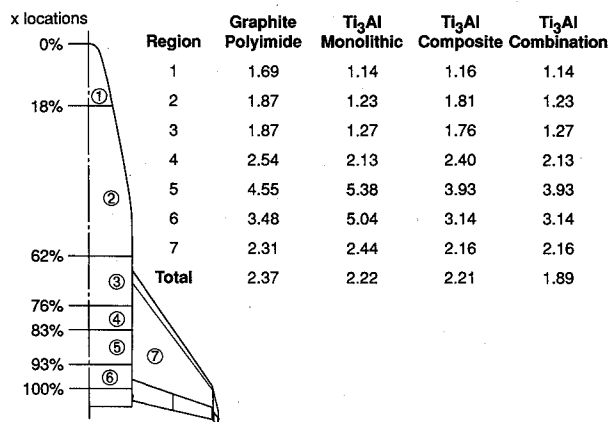 x locations
0%
18%
62%
76%
83%
93%
100%
①
②
③
④
⑤
⑥
⑦
Graphite Ti3Al Ti3Al Ti3Al
Region Polyimide Monolithic Composite Combination
1 1.69 1.14 1.16 1.14
2 1.87 1.23 1.81 1.23
3 1.87 1.27 1.76 1.27
4 2.54 2.13 2.40 2.13
5 4.55 5.38 3.93 3.93
6 3.48 5.04 3.14 3.14
7 2.31 2.44 2.16 2.16
Total 2.37 2.22 2.21 1.89